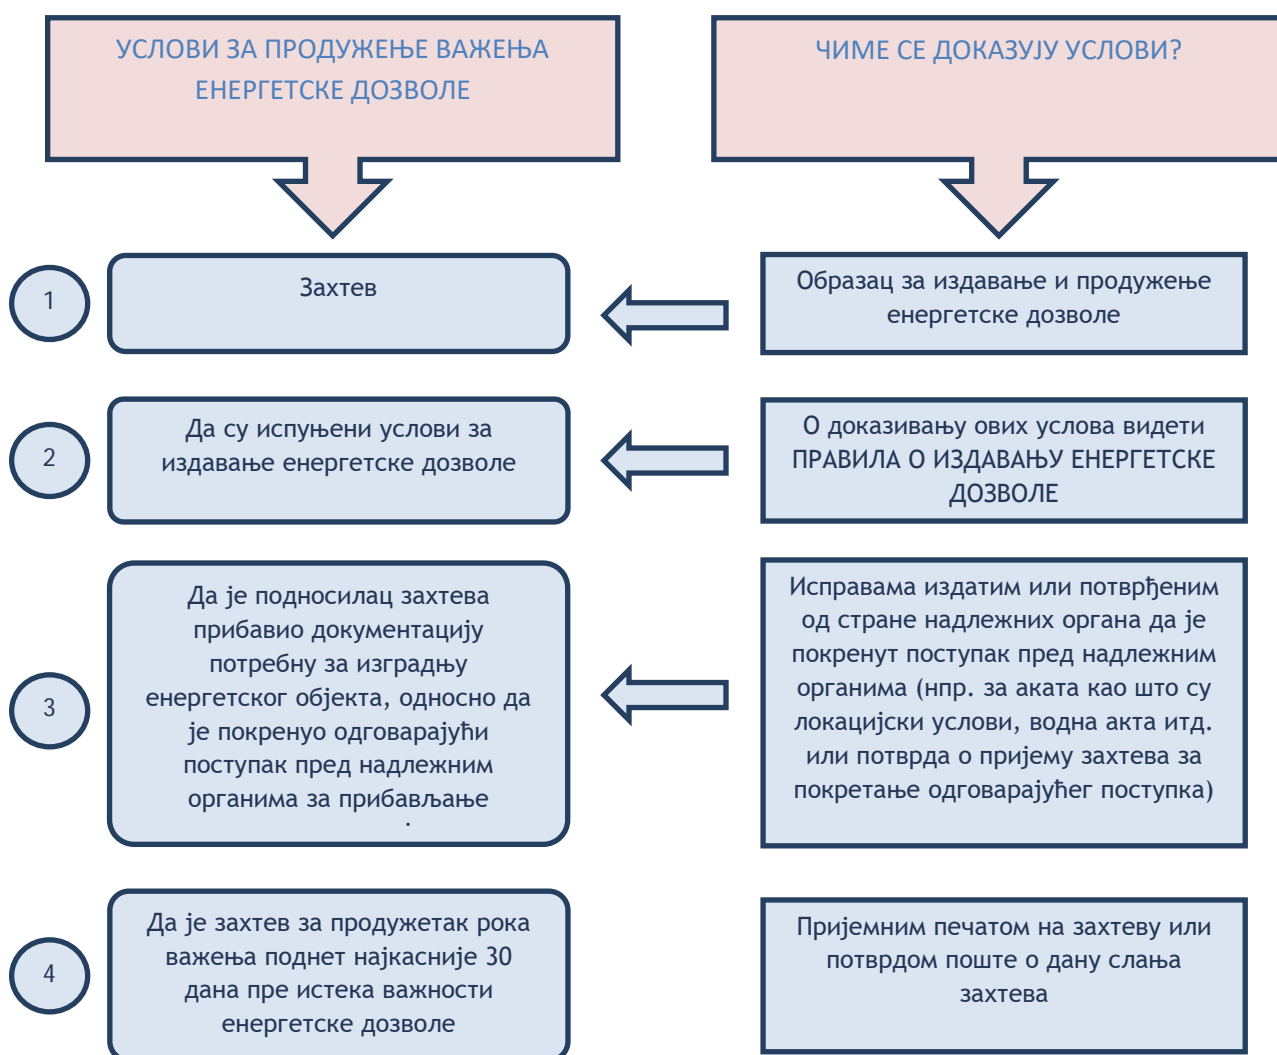 УСЛОВИ ЗА ПРОДУЖЕЊЕ ВАЖЕЊА
ЕНЕРГЕТСКЕ ДОЗВОЛЕ
ЧИМЕ СЕ ДОКАЗУЈУ УСЛОВИ?
1
Захтев
Образац за издавање и продужење
енергетске дозволе
2
Да су испуњени услови за
издавање енергетске дозволе
О доказивању ових услова видети
ПРАВИЛА О ИЗДАВАЊУ ЕНЕРГЕТСКЕ
ДОЗВОЛЕ
3
Да је подносилац захтева
прибавио документацију
потребну за изградњу
енергетског објекта, односно да
је покренуо одговарајући
поступак пред надлежним
органима за прибављање
Исправама издатим или потврђеним
од стране надлежних органа да је
покренут поступак пред надлежним
органима (нпр. за аката као што су
локацијски услови, водна акта итд.
или потврда о пријему захтева за
покретање одговарајућег поступка)
4
Да је захтев за продужетак рока
важења поднет најкасније 30
дана пре истека важности
енергетске дозволе
Пријемним печатом на захтеву или
потврдом поште о дану слања
захтева